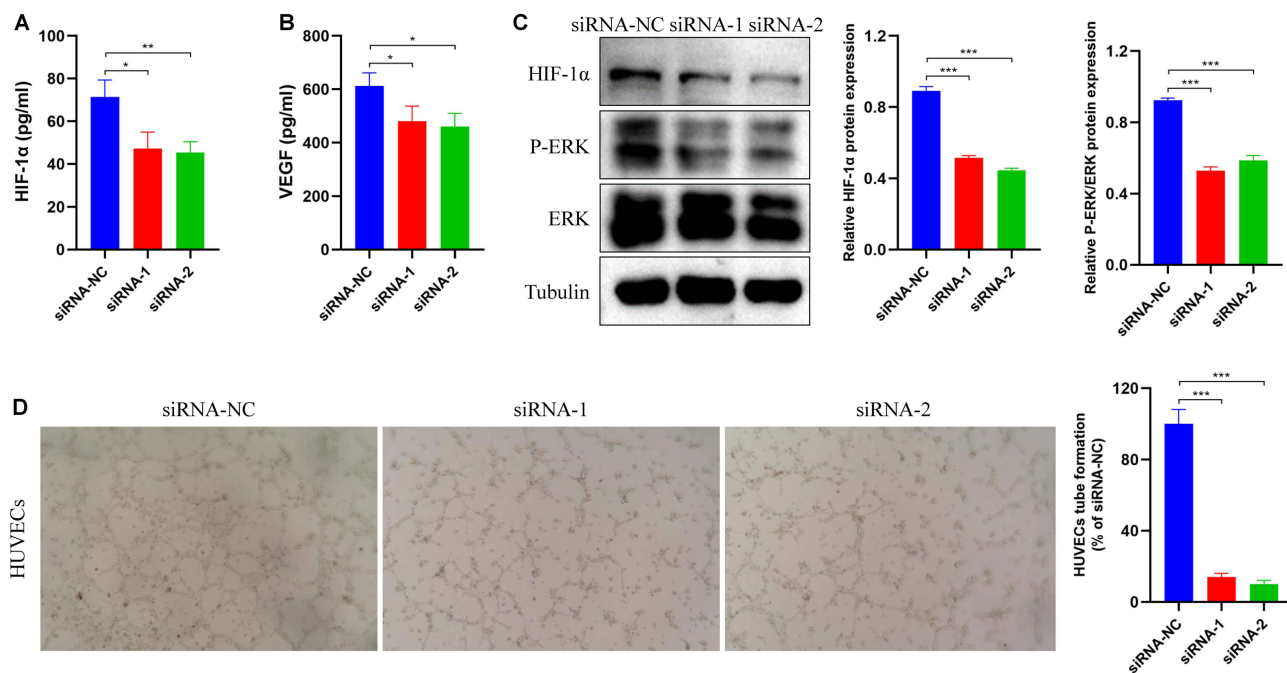 A
HIF-1α (pg/ml)
100
80
60
40
20
0
*
**
siRNA-NC
siRNA-1
siRNA-2
B
VEGF (pg/ml)
800
600
400
200
0
*
*
siRNA-NC
siRNA-1
siRNA-2
C
siRNA-NC siRNA-1 siRNA-2
HIF-1α
P-ERK
ERK
Tubulin
Relative HIF-1α protein expression
1.2
0.8
0.4
0.0
***
***
siRNA-NC
siRNA-1
siRNA-2
Relative P-ERK/ERK protein expression
1.2
0.9
0.6
0.3
0.0
***
***
siRNA-NC
siRNA-1
siRNA-2
D
siRNA-NC
siRNA-1
siRNA-2
HUVECs
HUVECs tube formation
(% of siRNA-NC)
120
80
40
0
***
***
siRNA-NC
siRNA-1
siRNA-2